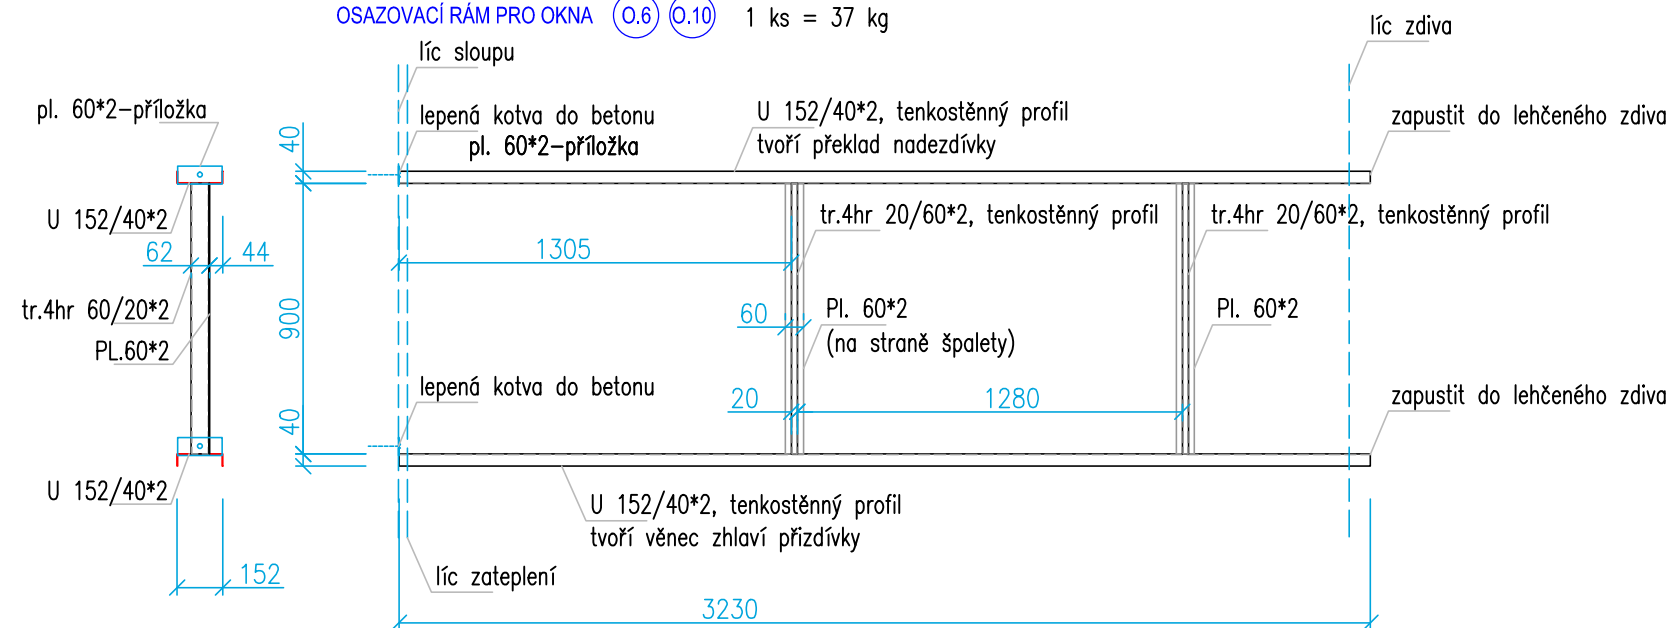 OSAZOVACÍ RÁM PRO OKNA O.6 O.10 1 ks = 37 kg
líc sloupu
líc zdiva
pl. 60*2-příložka
lepená kotva do betonu
pl. 60*2-příložka
U 152/40*2, tenkostěnný profil
tvoří překlad nadezdívky
zapustit do lehčeného zdiva
40
U 152/40*2
62
44
tr.4hr 60/20*2
PL.60*2
900
1305
tr.4hr 20/60*2, tenkostěnný profil
tr.4hr 20/60*2, tenkostěnný profil
60
Pl. 60*2
(na straně špalety)
Pl. 60*2
lepená kotva do betonu
20
1280
zapustit do lehčeného zdiva
40
U 152/40*2
U 152/40*2, tenkostěnný profil
tvoří věnec zhlaví přizdívky
152
líc zateplení
3230